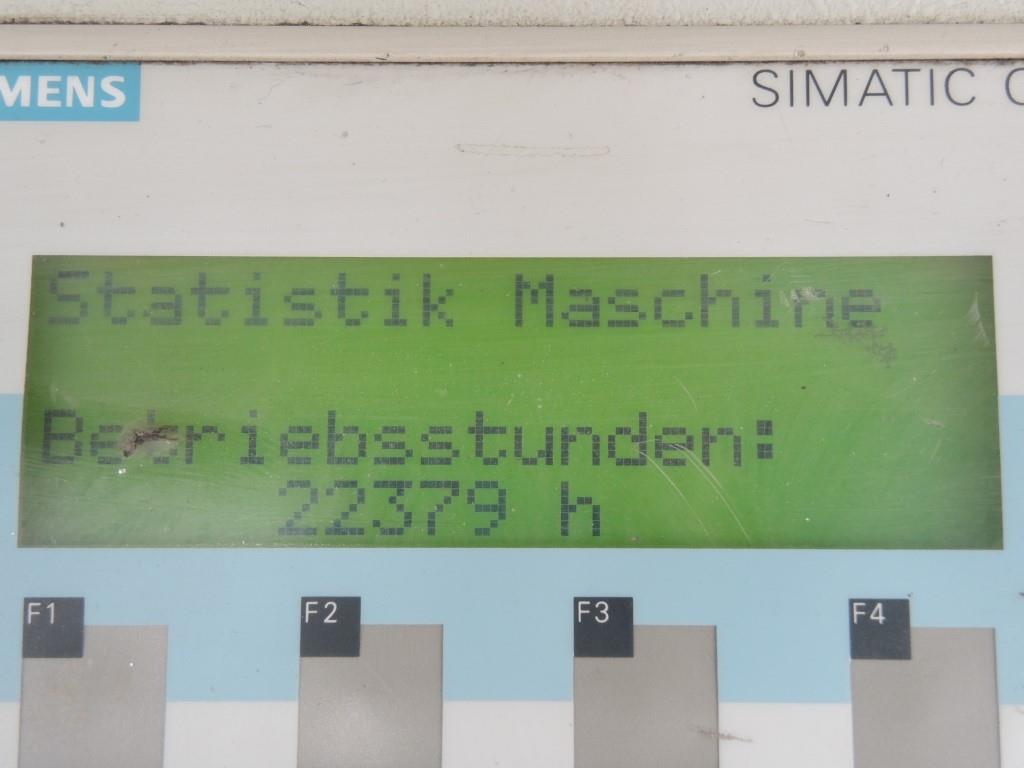 MENS
SIMATIC
Statistik Maschine
Betriebsstunden:
22379 h
F1 F2 F3 F4